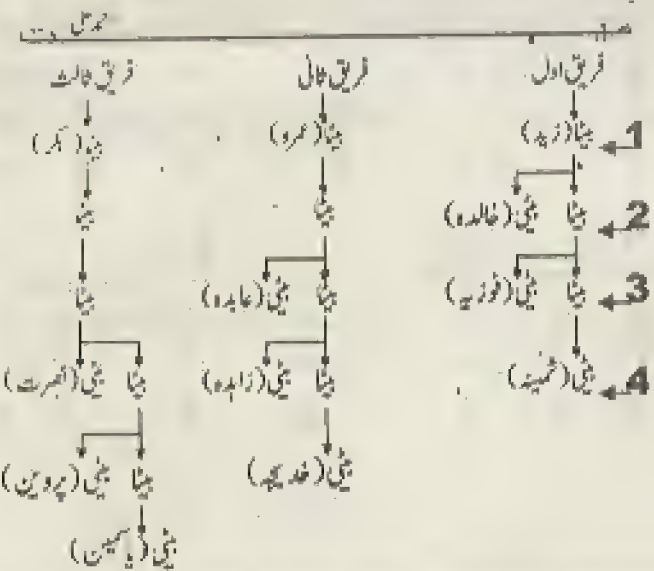 محمد علی
فریق اول فریق ثانی فریق ثالث
بیٹا (زید) 1 بیٹا (عمرو) بیٹا (بکر)
بیٹا بیٹی (خالدہ) 2 بیٹا بیٹا
بیٹا بیٹی (فوزیہ) 3 بیٹا بیٹی (عابدہ) بیٹا
بیٹی (ثمینہ) 4 بیٹا بیٹی (زاہدہ) بیٹا بیٹی (نصرت)
بیٹی (خدیجہ) بیٹا بیٹی (پروین)
بیٹی (یاسمین)